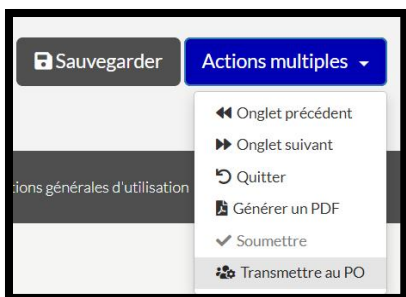 Sauvegarder Actions multiples
Onglet précédent
Onglet suivant
Quitter
tions générales d'utilisation
Générer un PDF
Soumettre
Transmettre au PO